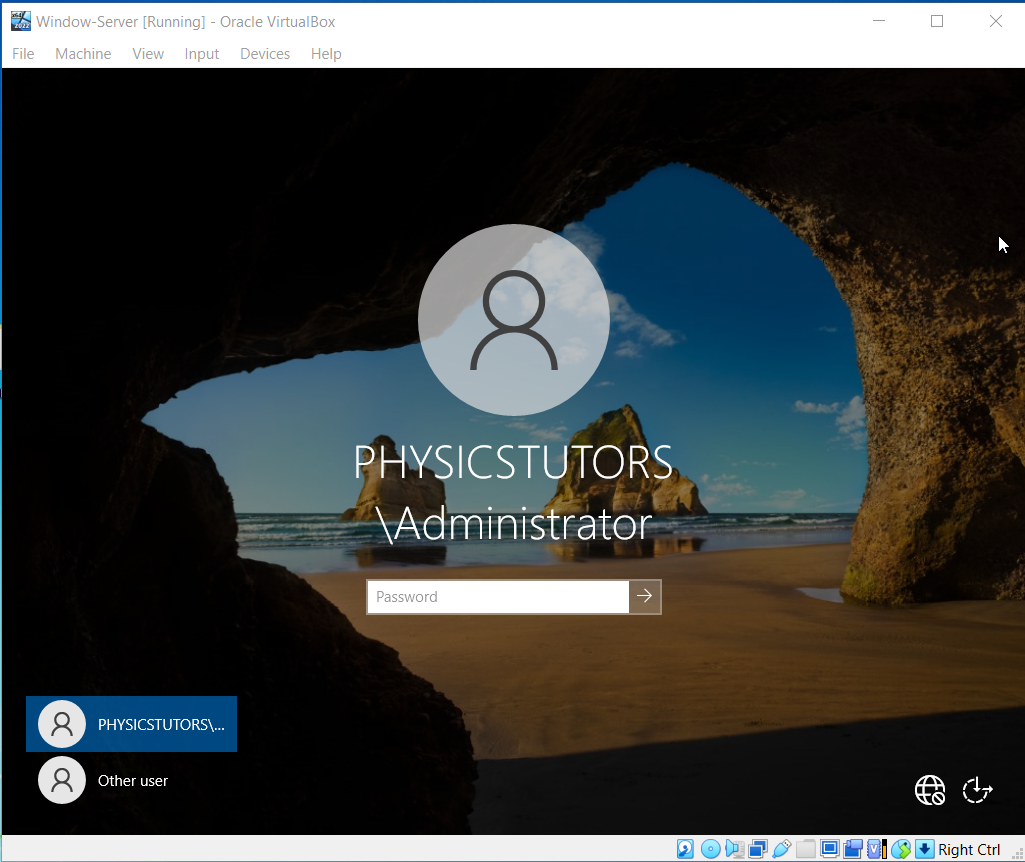 Window-Server [Running] - Oracle VirtualBox
File Machine View Input Devices Help
PHYSICSTUTORS
\Administrator
Password
PHYSICSTUTORS\...
Other user
Right Ctrl